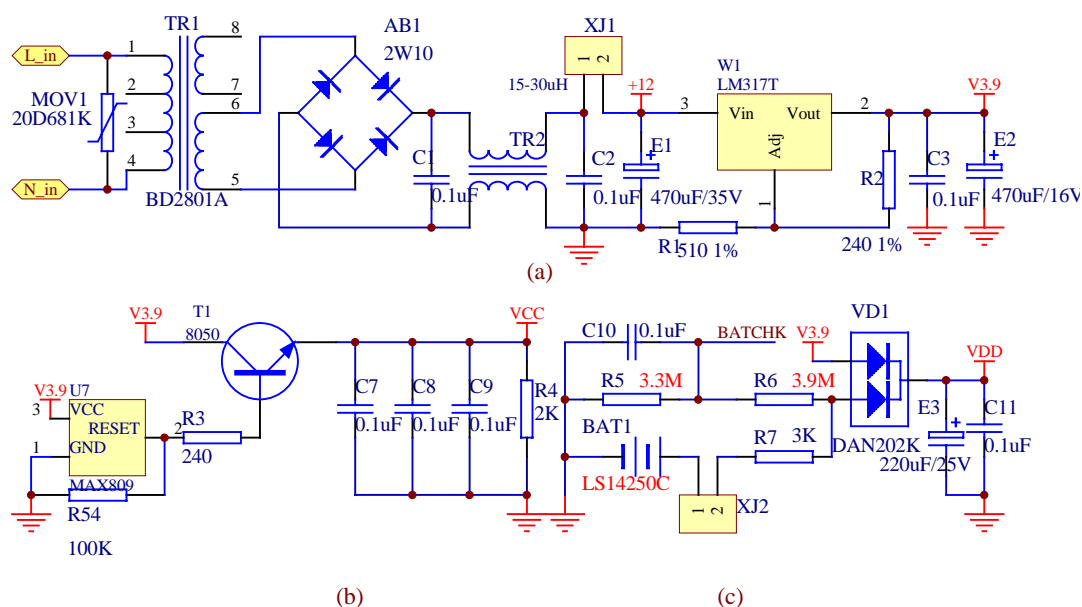 TR1
8
AB1
2W10
XJ1
L_in
1
2
7
6
MOV1
20D681K
3
4
N_in
5
BD2801A
15-30uH
1
2
+12
W1
LM317T
3
Vin
Vout
Adj
1
2
V3.9
TR2
C1
0.1uF
C2
0.1uF
E1
470uF/35V
R1
510 1%
R2
240 1%
C3
0.1uF
E2
470uF/16V
(a)
V3.9
T1
8050
VCC
V3.9
U7
3
VCC
RESET
GND
1
2
MAX809
R3
240
R54
100K
C7
0.1uF
C8
0.1uF
C9
0.1uF
R4
2K
(b)
C10
0.1uF
BATCHK
V3.9
VD1
VDD
R5
3.3M
R6
3.9M
BAT1
LS14250C
R7
3K
DAN202K
E3
220uF/25V
C11
0.1uF
1
2
XJ2
(c)